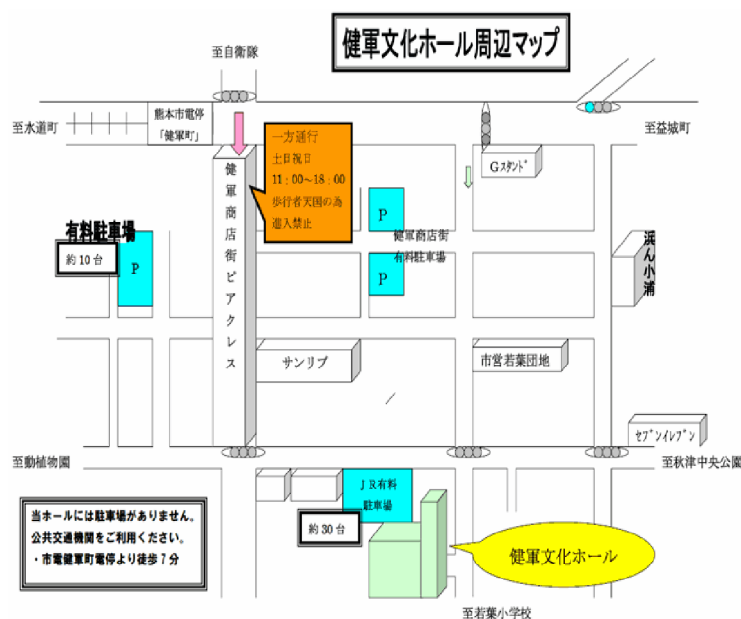 健軍文化ホール周辺マップ
至自衛隊
至水道町
熊本市電停
「健軍町」
至益城町
一方通行
土日祝日
11:00～18:00
歩行者天国の為
進入禁止
Gスタンド
健軍商店街ピアクレス
有料駐車場
約10台
P
P
健軍商店街
有料駐車場
P
浜ん小浦
サンリブ
市営若葉団地
セブンイレブン
至動植物園
至秋津中央公園
JR有料
駐車場
約30台
当ホールには駐車場がありません。
公共交通機関をご利用ください。
・市電健軍町電停より徒歩7分
健軍文化ホール
至若葉小学校